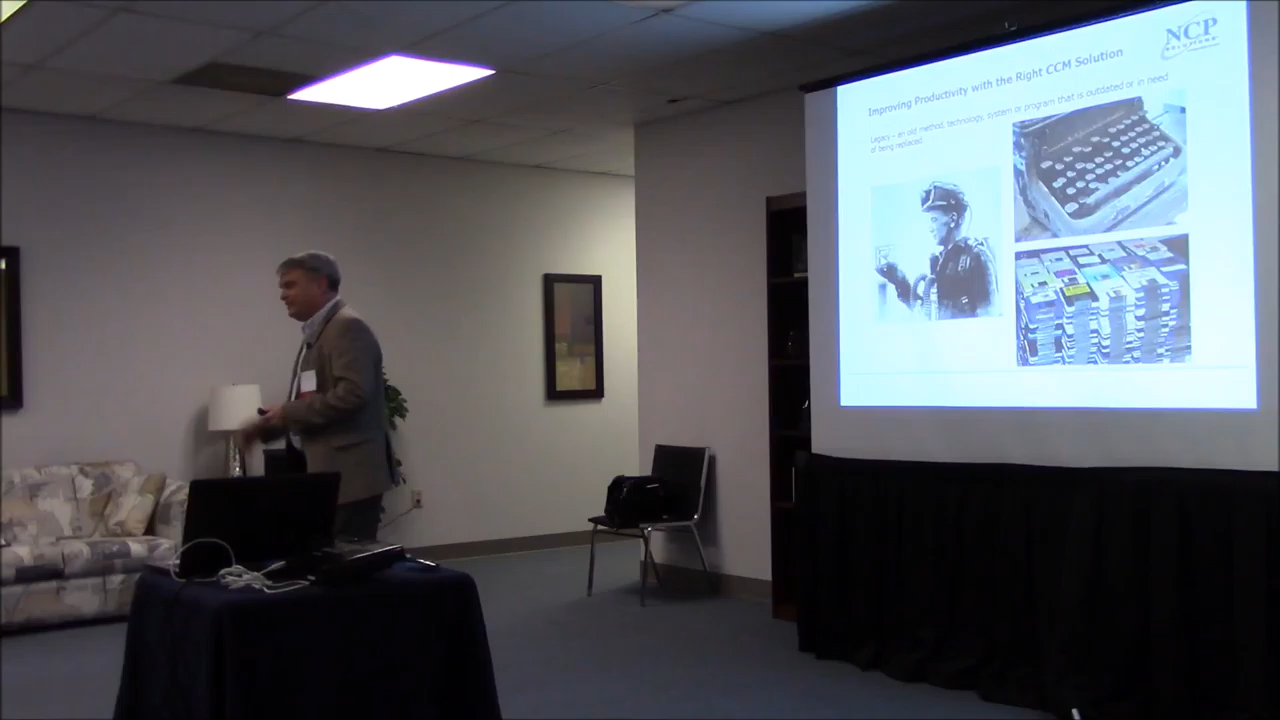 NCP
SOLUTIONS
Improving Productivity with the Right CCM Solution
Legacy – an old method, technology, system or program that is outdated or in need
of being replaced